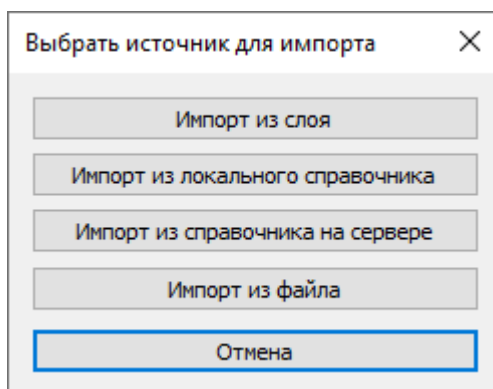 Выбрать источник для импорта
Импорт из слоя
Импорт из локального справочника
Импорт из справочника на сервере
Импорт из файла
Отмена